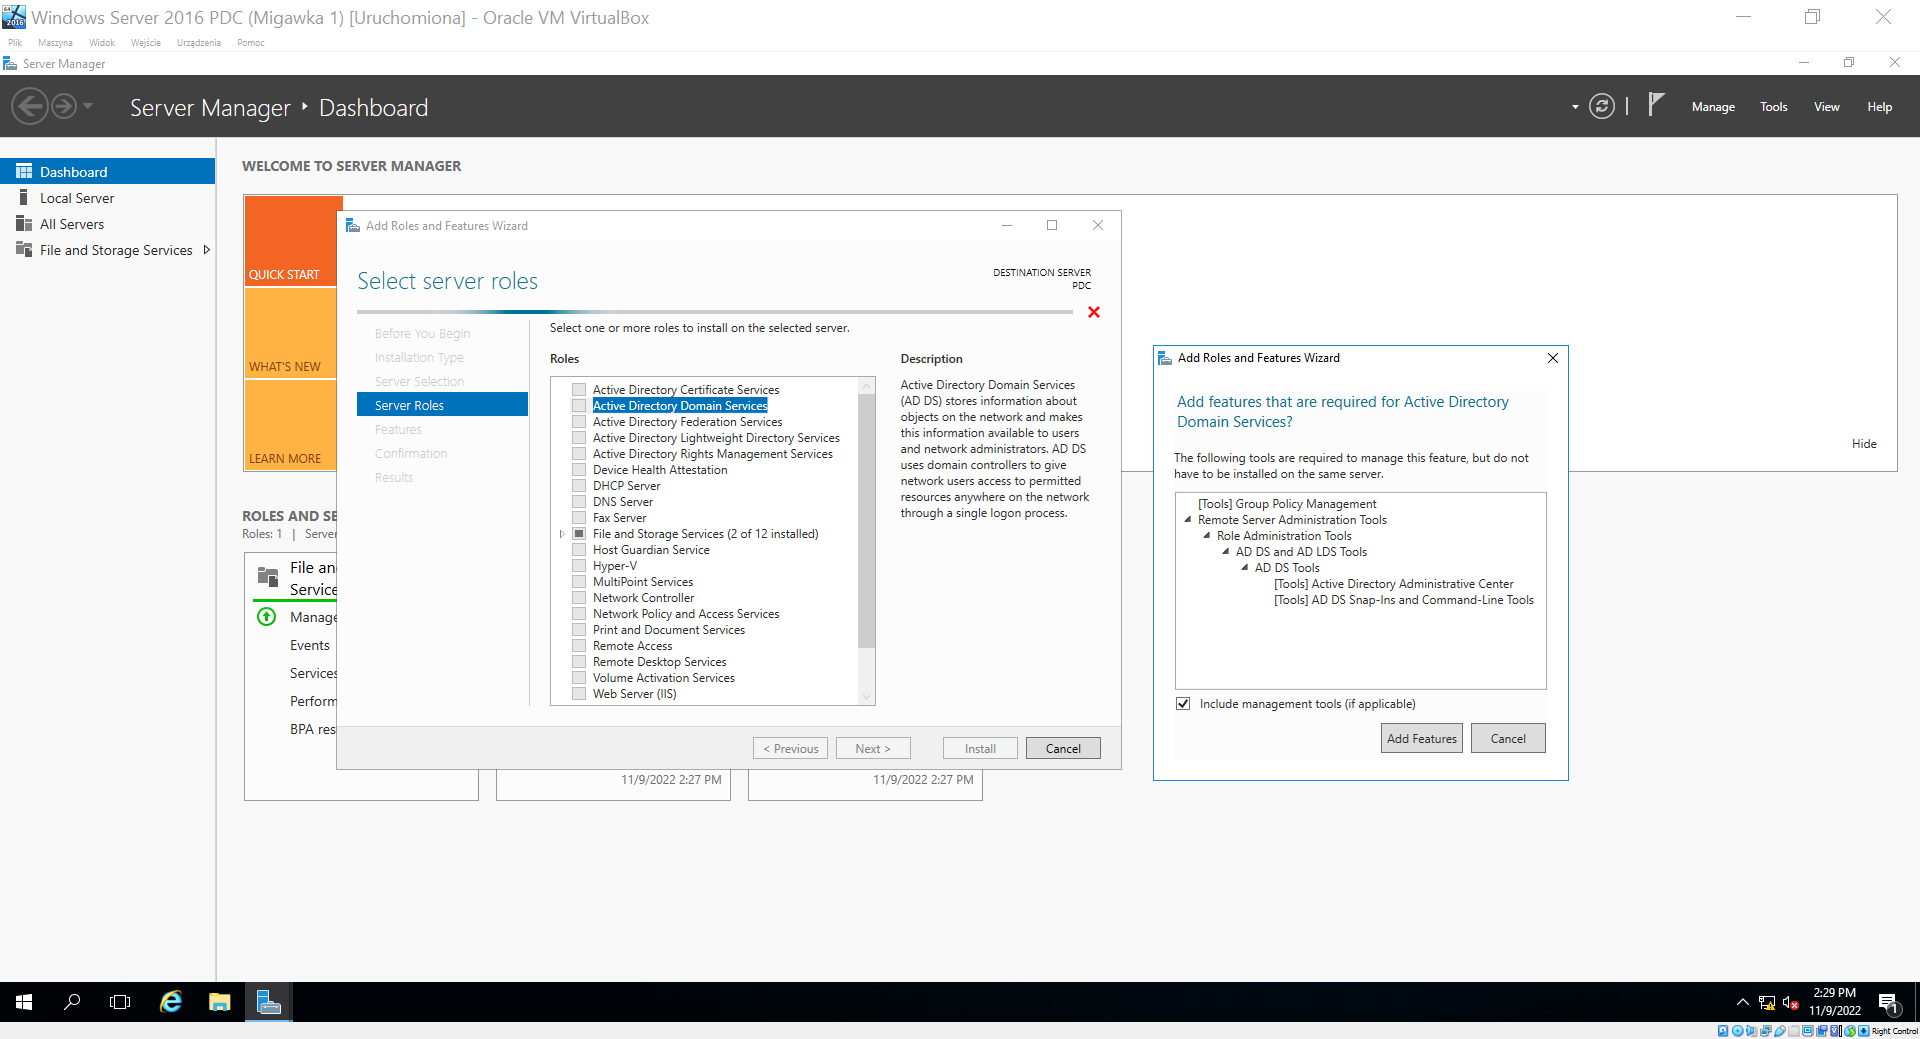 Windows Server 2016 PDC (Migawka 1) [Uruchomiona] - Oracle VM VirtualBox
Plik Maszyna Widok Wejście Urządzenia Pomoc
Server Manager
Server Manager Dashboard
Manage Tools View Help
Dashboard
Local Server
All Servers
File and Storage Services
WELCOME TO SERVER MANAGER
QUICK START
WHAT'S NEW
LEARN MORE
Hide
ROLES AND SE
Roles: 1 | Server
File an
Service
Manage
Events
Services
Perform
BPA res
11/9/2022 2:27 PM
11/9/2022 2:27 PM
Add Roles and Features Wizard
Select server roles
DESTINATION SERVER
PDC
Before You Begin
Installation Type
Server Selection
Server Roles
Features
Confirmation
Results
Select one or more roles to install on the selected server.
Roles
Active Directory Certificate Services
Active Directory Domain Services
Active Directory Federation Services
Active Directory Lightweight Directory Services
Active Directory Rights Management Services
Device Health Attestation
DHCP Server
DNS Server
Fax Server
File and Storage Services (2 of 12 installed)
Host Guardian Service
Hyper-V
MultiPoint Services
Network Controller
Network Policy and Access Services
Print and Document Services
Remote Access
Remote Desktop Services
Volume Activation Services
Web Server (IIS)
Description
Active Directory Domain Services
(AD DS) stores information about
objects on the network and makes
this information available to users
and network administrators. AD DS
uses domain controllers to give
network users access to permitted
resources anywhere on the network
through a single logon process.
< Previous Next > Install Cancel
Add Roles and Features Wizard
Add features that are required for Active Directory
Domain Services?
The following tools are required to manage this feature, but do not
have to be installed on the same server.
[Tools] Group Policy Management
Remote Server Administration Tools
Role Administration Tools
AD DS and AD LDS Tools
AD DS Tools
[Tools] Active Directory Administrative Center
[Tools] AD DS Snap-Ins and Command-Line Tools
Include management tools (if applicable)
Add Features Cancel
2:29 PM
11/9/2022
1
Right Control